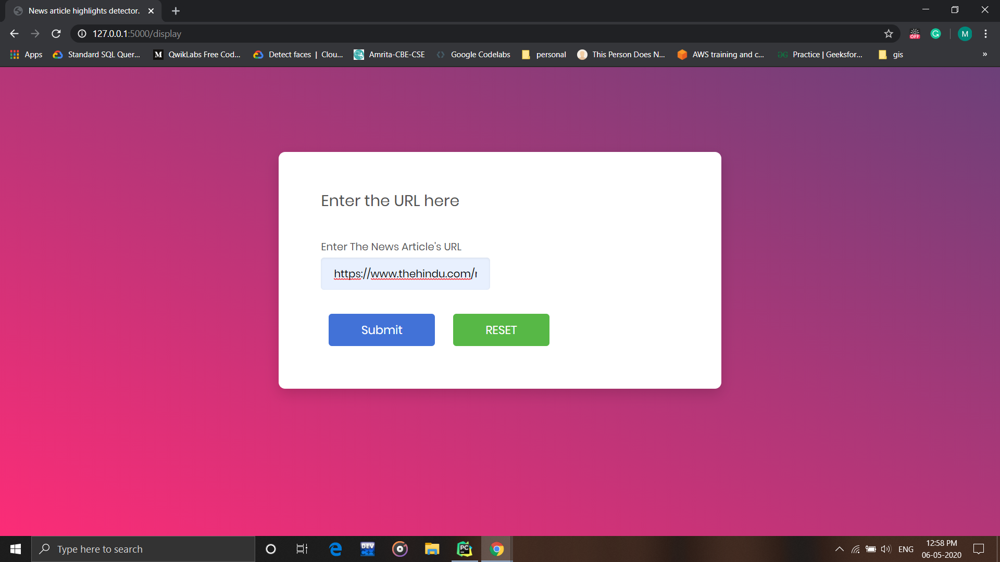 News article highlights detector.
127.0.0.1:5000/display
OFF
G
M
Apps
Standard SQL Quer...
M
QwikLabs Free Cod...
Detect faces | Clou...
Amrita-CBE-CSE
Google Codelabs
personal
This Person Does N...
AWS training and c...
Practice | Geeksfor...
gis
»
Enter the URL here
Enter The News Article's URL
https://www.thehindu.com/
Submit
RESET
Type here to search
DEV
C++
PC
ENG
12:58 PM
06-05-2020